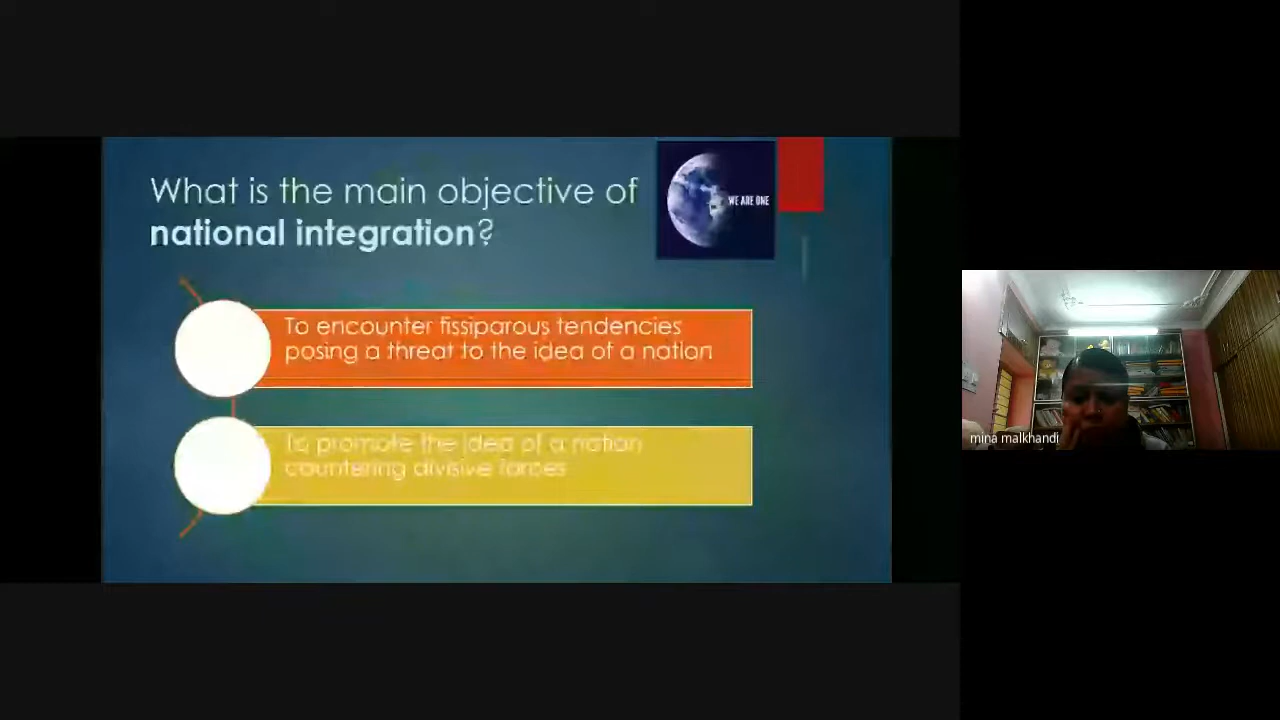 What is the main objective of
national integration?
WE ARE ONE
To encounter fissiparous tendencies
posing a threat to the idea of a nation
To promote the idea of a nation
countering divisive forces
mina malkhandi